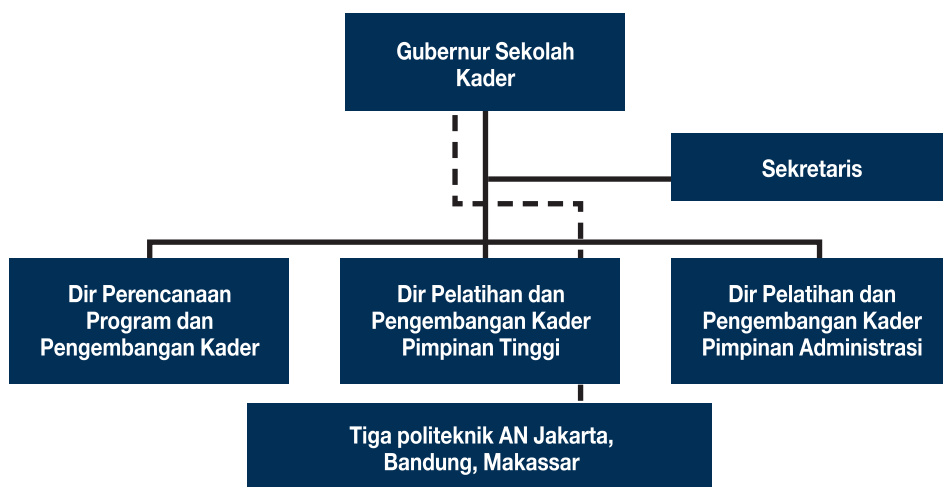 Gubernur Sekolah
Kader
Sekretaris
Dir Perencanaan
Program dan
Pengembangan Kader
Dir Pelatihan dan
Pengembangan Kader
Pimpinan Tinggi
Dir Pelatihan dan
Pengembangan Kader
Pimpinan Administrasi
Tiga politeknik AN Jakarta,
Bandung, Makassar